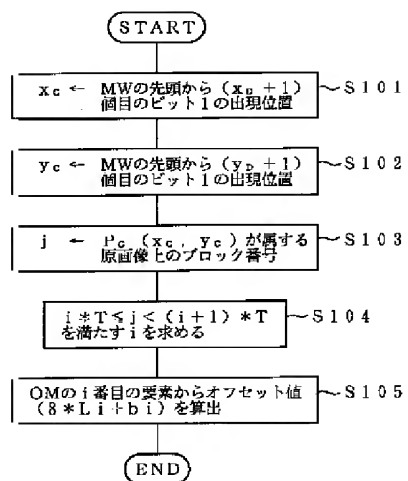 START
xc ← MWの先頭から(xD+1)
個目のビット1の出現位置
~S101
yc ← MWの先頭から(yD+1)
個目のビット1の出現位置
~S102
j ← PG(xc,yc)が属する
原画像上のブロック番号
~S103
i*T≦j<(i+1)*T
を満たすiを求める
~S104
OMのi番目の要素からオフセット値
(8*Li+bi)を算出
~S105
END